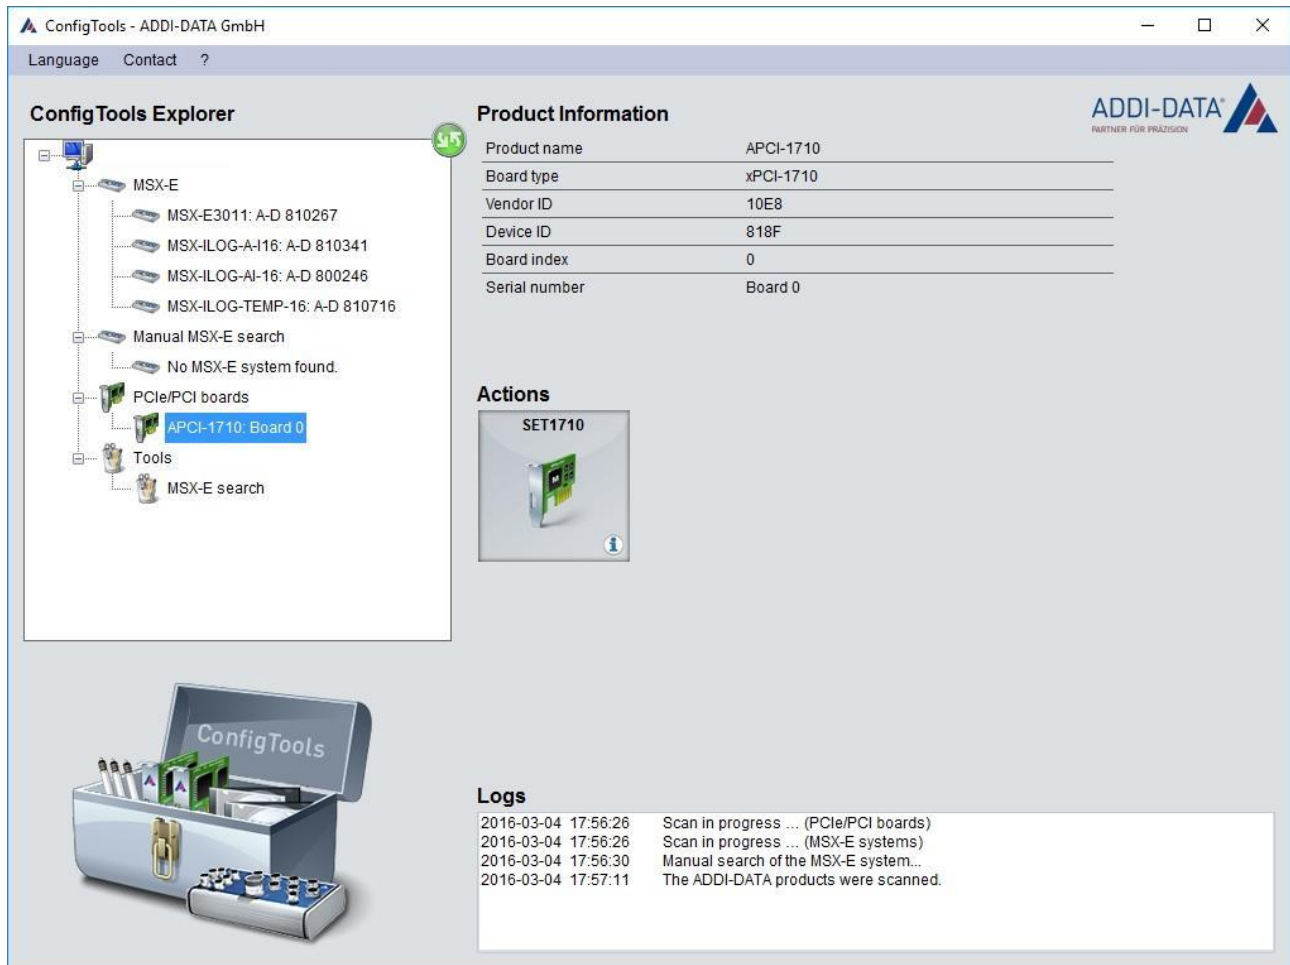 ConfigTools - ADDI-DATA GmbH
Language Contact ?
ConfigTools Explorer
MSX-E
MSX-E3011: A-D 810267
MSX-ILOG-A-I16: A-D 810341
MSX-ILOG-AI-16: A-D 800246
MSX-ILOG-TEMP-16: A-D 810716
Manual MSX-E search
No MSX-E system found.
PCIe/PCI boards
APCI-1710: Board 0
Tools
MSX-E search
ConfigTools
Product Information
ADDI-DATA
PARTNER FÜR PRÄZISION
Product name APCI-1710
Board type xPCI-1710
Vendor ID 10E8
Device ID 818F
Board index 0
Serial number Board 0
Actions
SET1710
M
i
Logs
2016-03-04 17:56:26 Scan in progress ... (PCIe/PCI boards)
2016-03-04 17:56:26 Scan in progress ... (MSX-E systems)
2016-03-04 17:56:30 Manual search of the MSX-E system...
2016-03-04 17:57:11 The ADDI-DATA products were scanned.